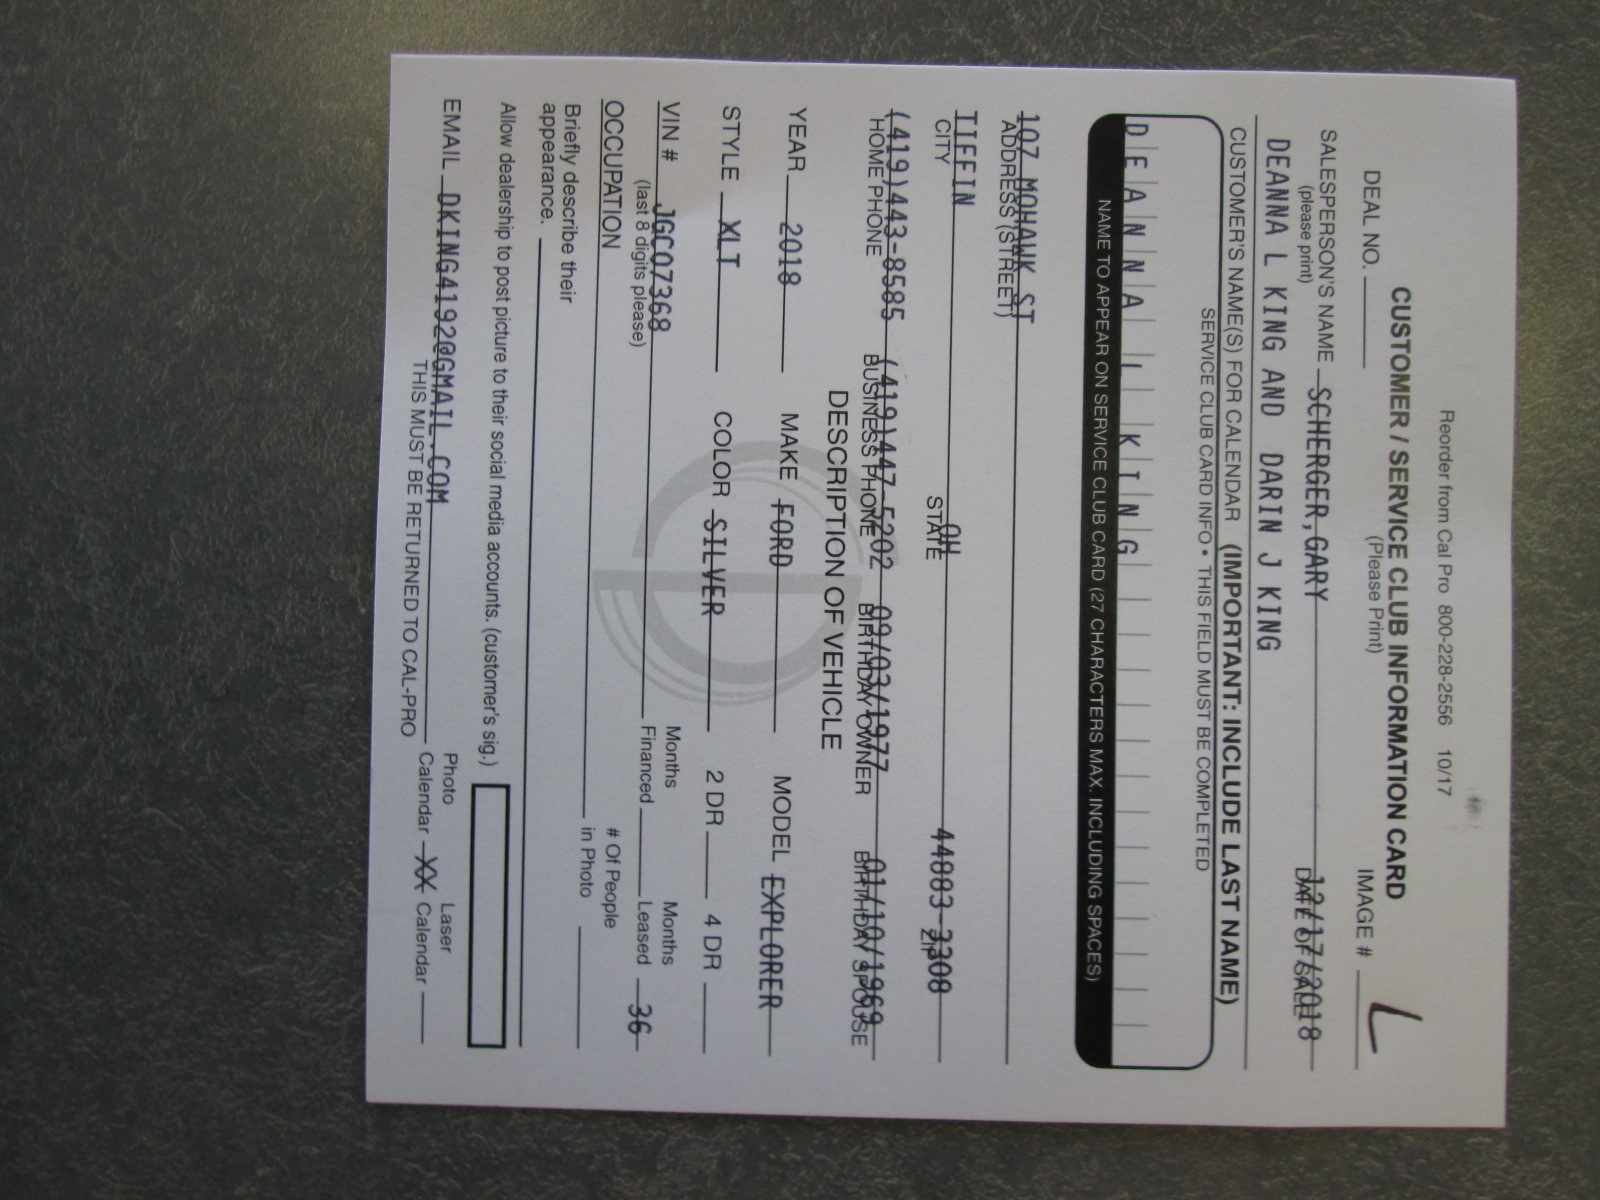 Reorder from Cal Pro 800-228-2556 10/17
CUSTOMER / SERVICE CLUB INFORMATION CARD
(Please Print)
DEAL NO. IMAGE # L
SALESPERSON'S NAME SCHERGER,GARY 12/17/2018
(please print) DATE OF SALE
DEANNA L KING AND DARIN J KING
CUSTOMER'S NAME(S) FOR CALENDAR (IMPORTANT: INCLUDE LAST NAME)
SERVICE CLUB CARD INFO • THIS FIELD MUST BE COMPLETED
DEANNA L KING
NAME TO APPEAR ON SERVICE CLUB CARD (27 CHARACTERS MAX. INCLUDING SPACES)
107 MOHAWK ST
ADDRESS (STREET)
TIFFIN OH 44883-3308
CITY STATE ZIP
(419)443-8585 (419)447-5202 09/03/1977 01/10/1969
HOME PHONE BUSINESS PHONE BIRTHDAY OWNER BIRTHDAY SPOUSE
DESCRIPTION OF VEHICLE
YEAR 2018 MAKE FORD MODEL EXPLORER
STYLE XLT COLOR SILVER 2 DR 4 DR
VIN # JGC07368 Months Financed Months Leased 36
(last 8 digits please)
OCCUPATION # Of People in Photo
Briefly describe their
appearance.
Allow dealership to post picture to their social media accounts. (customer's sig.)
EMAIL DKING41920@GMAIL.COM Photo Calendar XX Laser Calendar
THIS MUST BE RETURNED TO CAL-PRO